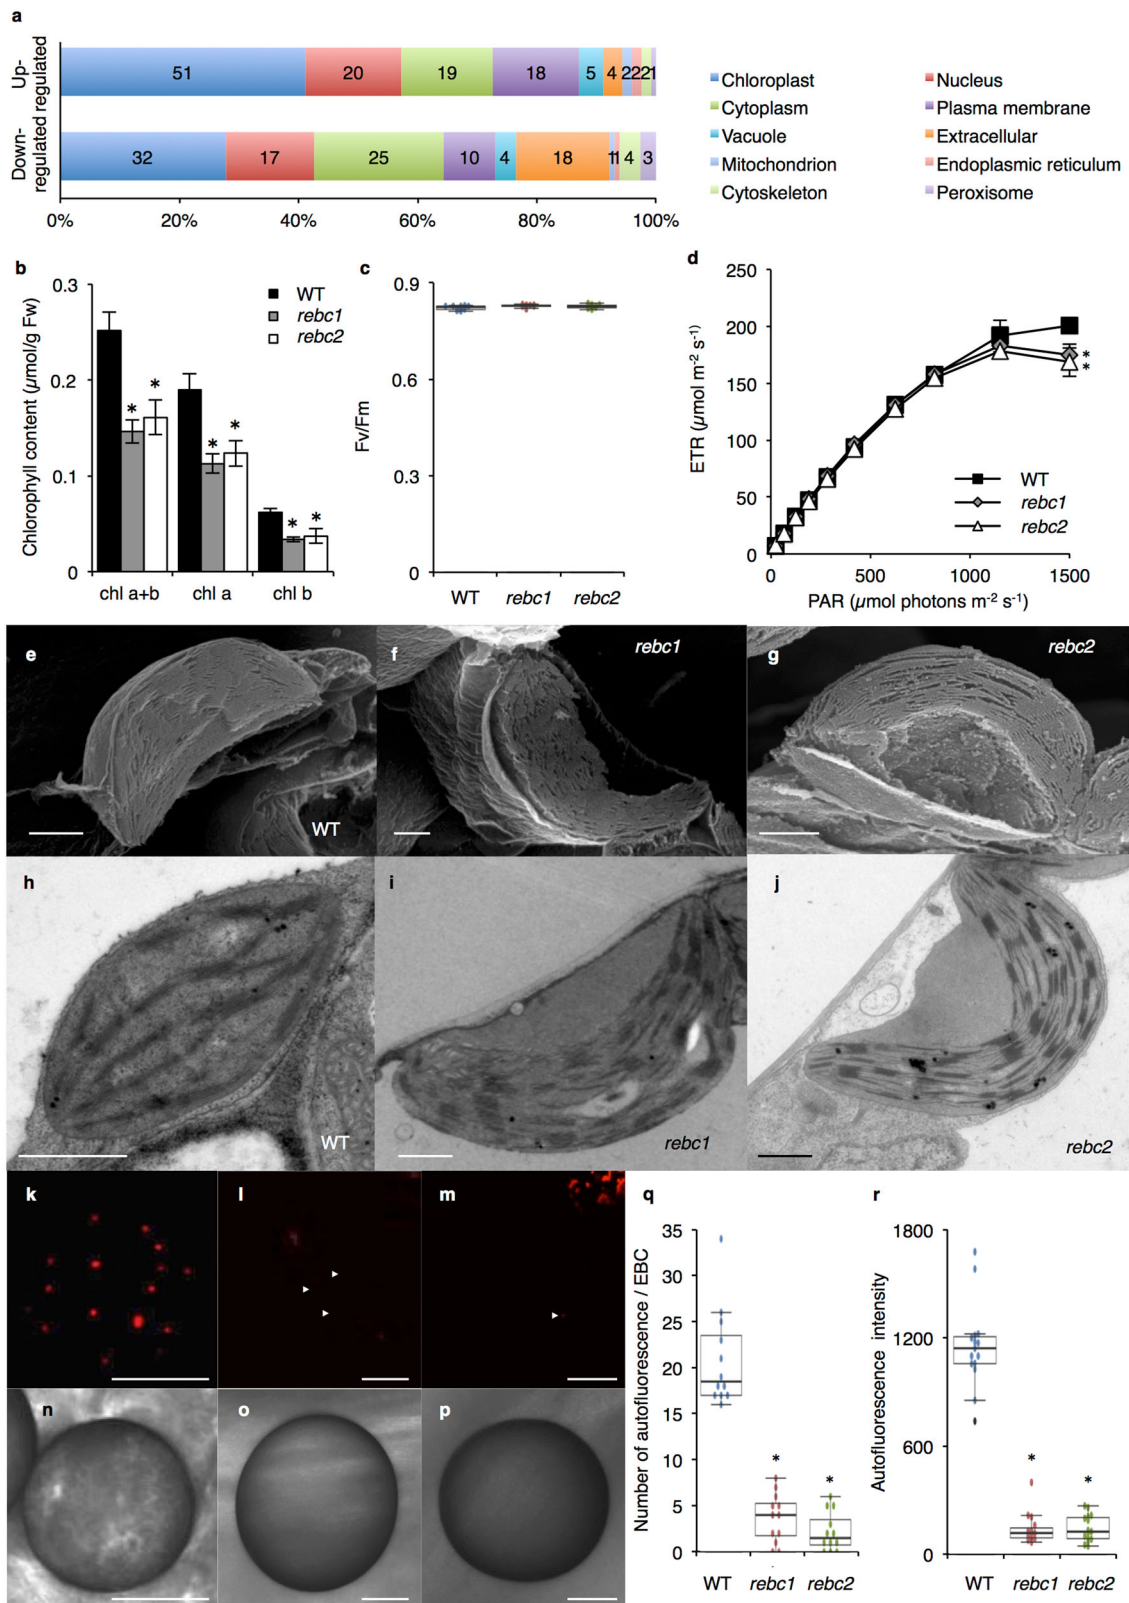 a
Up-
regulated
51 20 19 18 5 4 2 2 2 1
Down-
regulated
32 17 25 10 4 18 1 1 4 3
0% 20% 40% 60% 80% 100%
Chloroplast Nucleus
Cytoplasm Plasma membrane
Vacuole Extracellular
Mitochondrion Endoplasmic reticulum
Cytoskeleton Peroxisome
b
Chlorophyll content (µmol/g Fw)
0.3
0.2
0.1
0
WT
rebc1
rebc2
* * * * * *
chl a+b chl a chl b
c
Fv/Fm
0.9
0.6
0.3
0
WT rebc1 rebc2
d
ETR (µmol m-2 s-1)
250
200
150
100
50
0
*
*
WT
rebc1
rebc2
0 500 1000 1500
PAR (µmol photons m-2 s-1)
e
WT
f
rebc1
g
rebc2
h
WT
i
rebc1
j
rebc2
k
l
m
n
o
p
q
Number of autofluorescence / EBC
35
30
25
20
15
10
5
0
* *
WT rebc1 rebc2
r
Autofluorescence intensity
1800
1200
600
0
* *
WT rebc1 rebc2